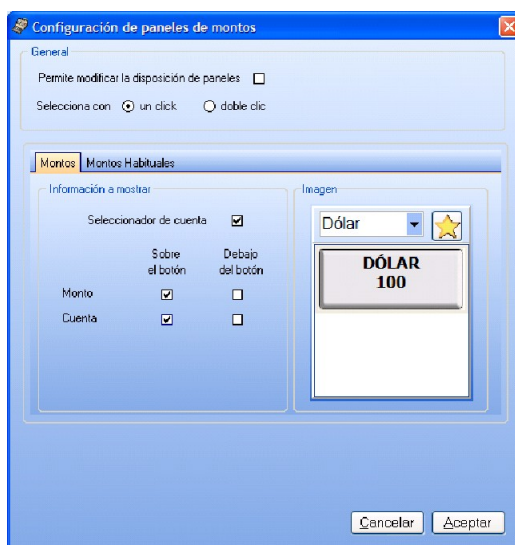 Configuración de paneles de montos
General
Permite modificar la disposición de paneles
Selecciona con un click doble clic
Montos Montos Habituales
Información a mostrar
Seleccionador de cuenta
Sobre el botón
Debajo del botón
Monto
Cuenta
Imagen
Dólar
DÓLAR
100
Cancelar Aceptar